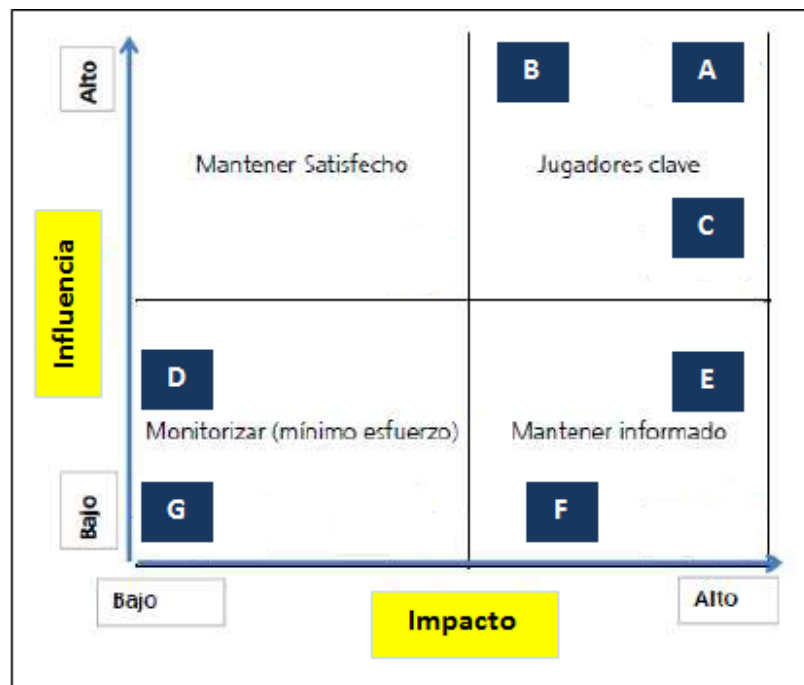 Alto
B
A
Mantener Satisfecho
Jugadores clave
C
Influencia
D
E
Monitorizar (mínimo esfuerzo)
Mantener informado
Bajo
G
F
Bajo
Impacto
Alto